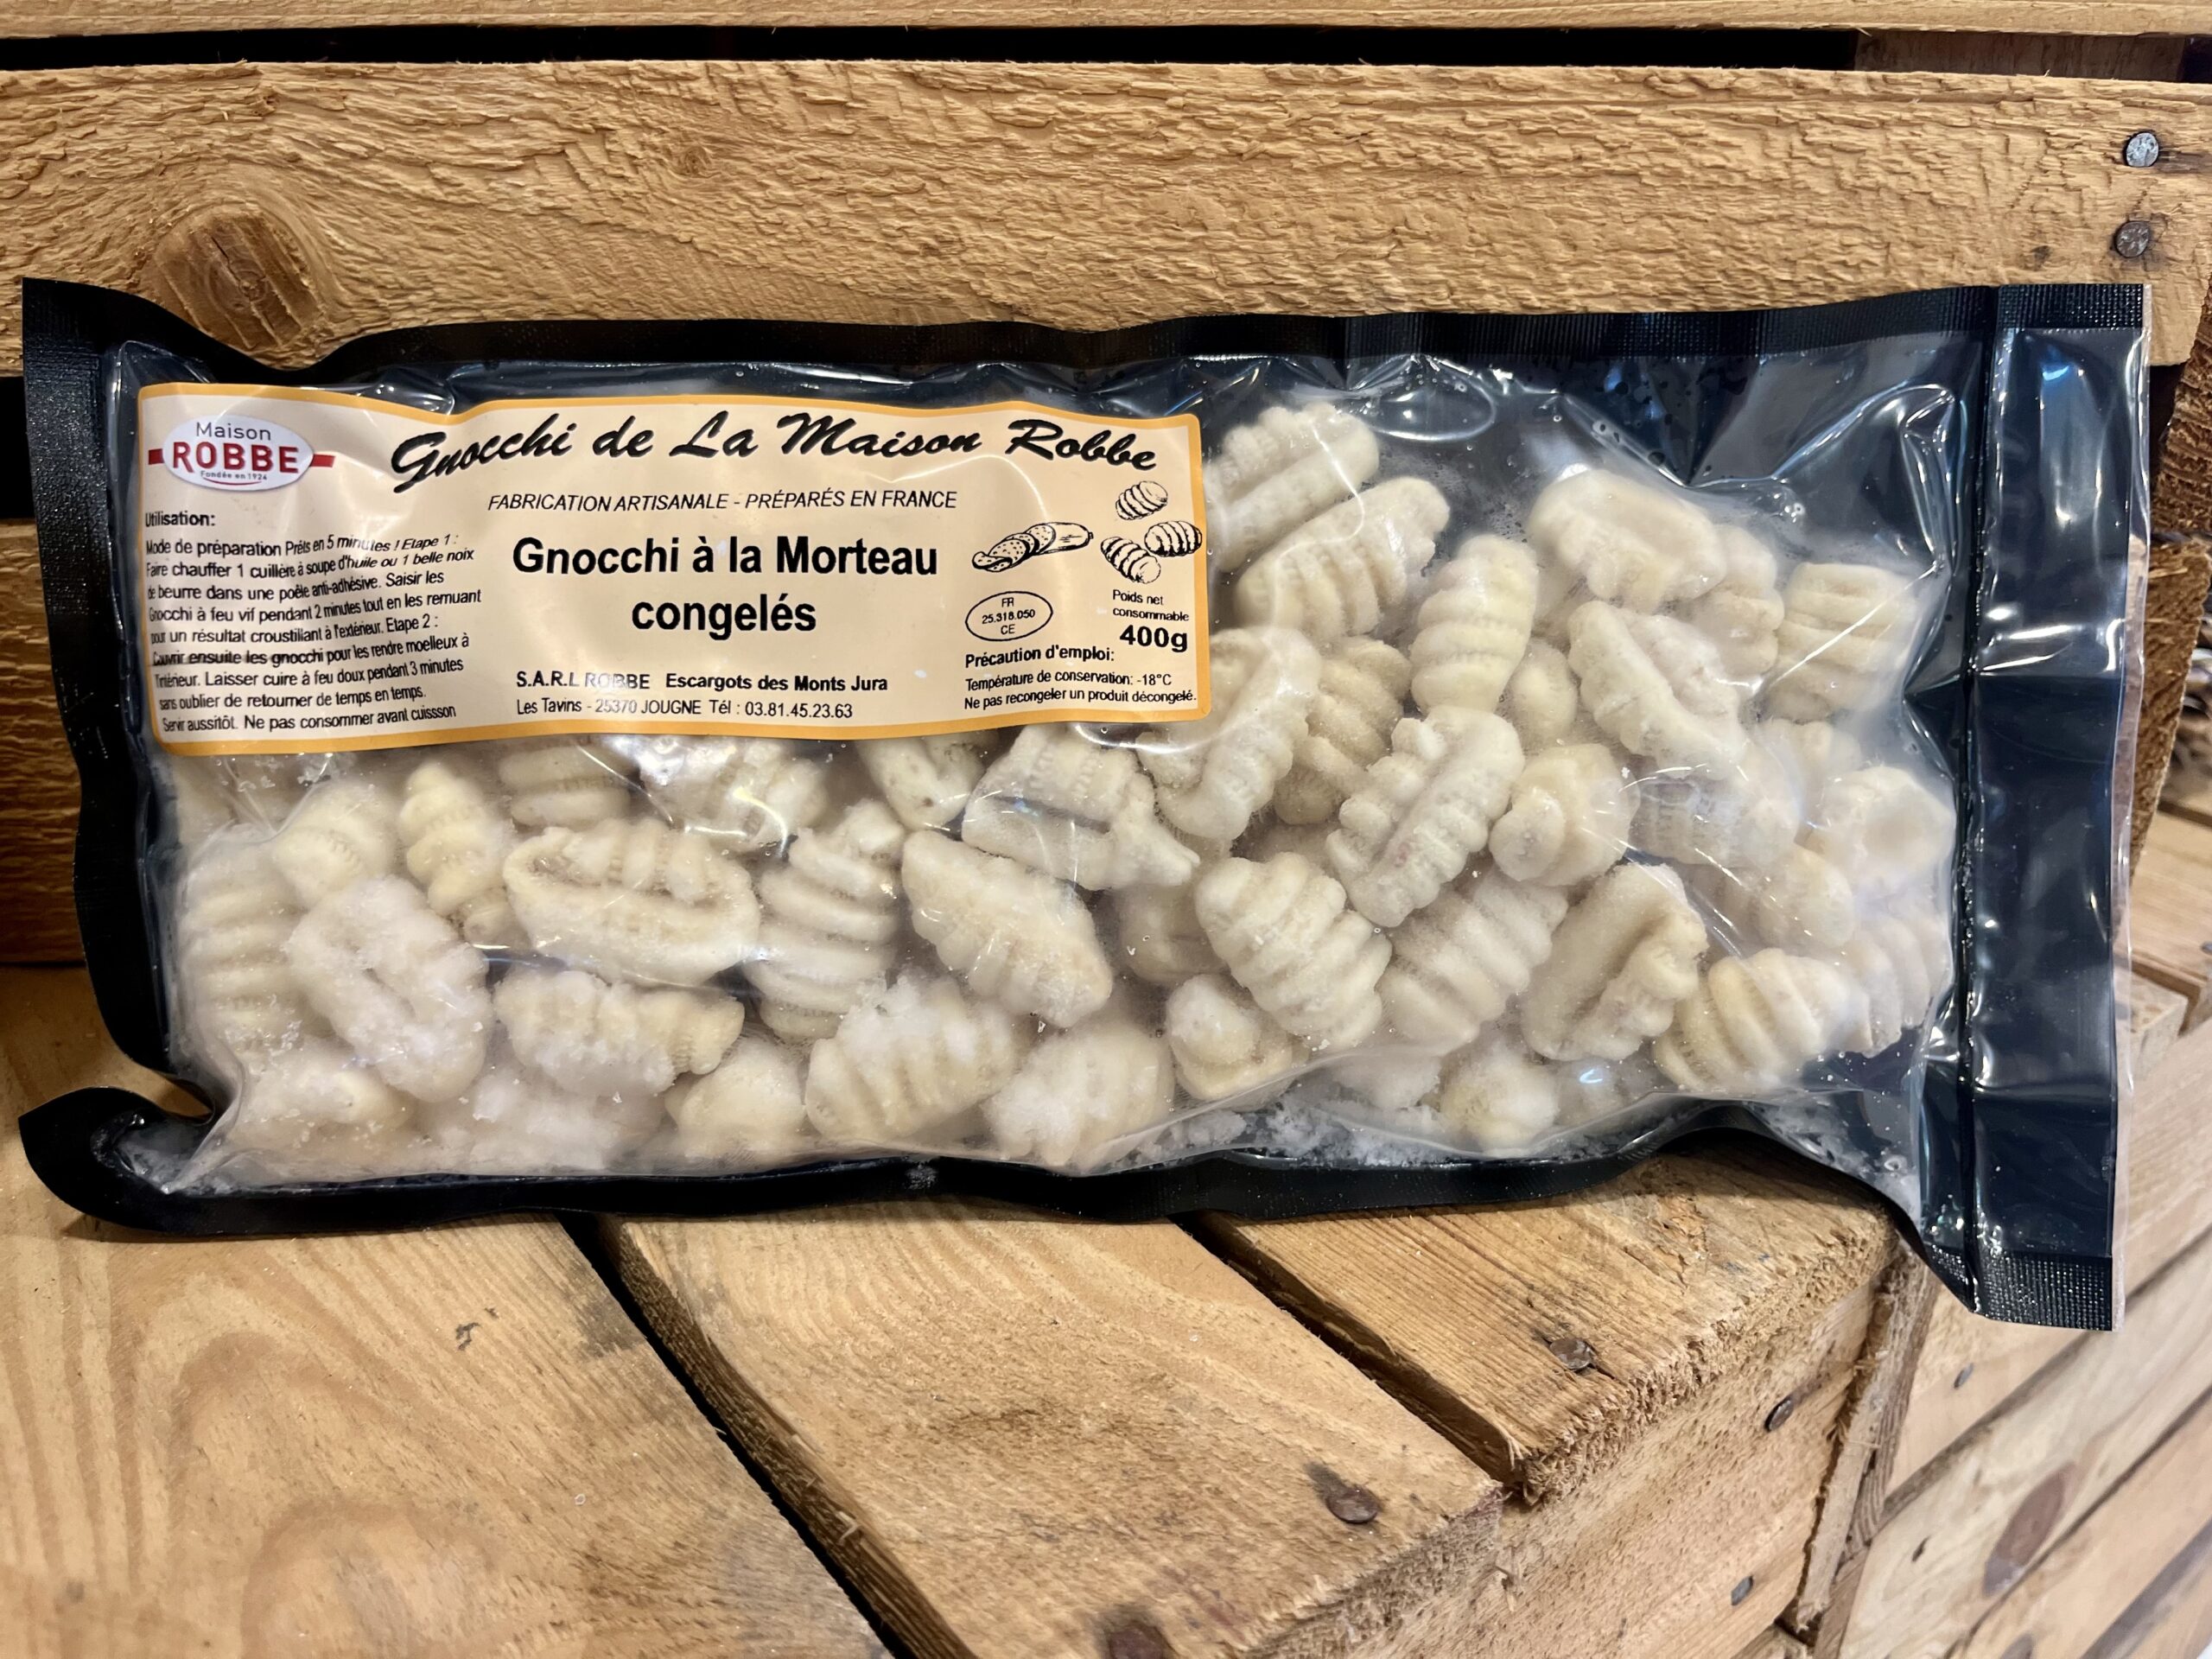 Maison
ROBBE
Fondée en 1924
Gnocchi de La Maison Robbe
FABRICATION ARTISANALE - PRÉPARÉS EN FRANCE
Utilisation:
Mode de préparation Prêts en 5 minutes ! Etape 1 :
Faire chauffer 1 cuillère à soupe d'huile ou 1 belle noix
de beurre dans une poêle anti-adhésive. Saisir les
Gnocchi à feu vif pendant 2 minutes tout en les remuant
pour un résultat croustillant à l'extérieur. Etape 2 :
Couvrir ensuite les gnocchi pour les rendre moelleux à
l'intérieur. Laisser cuire à feu doux pendant 3 minutes
sans oublier de retourner de temps en temps.
Servir aussitôt. Ne pas consommer avant cuissson
Gnocchi à la Morteau
congelés
S.A.R.L ROBBE Escargots des Monts Jura
Les Tavins - 25370 JOUGNE Tél : 03.81.45.23.63
FR
25.318.050
CE
Poids net
consommable
400g
Précaution d'emploi:
Température de conservation: -18°C
Ne pas recongeler un produit décongelé.